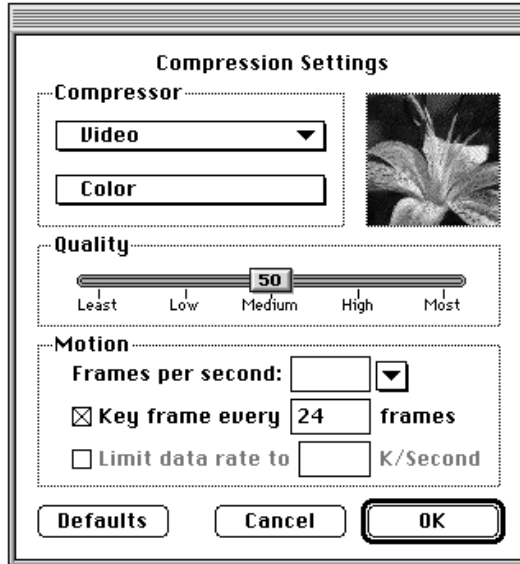 Compression Settings
Compressor
Video
Color
Quality
50
Least Low Medium High Most
Motion
Frames per second:
Key frame every 24 frames
Limit data rate to K/Second
Defaults Cancel OK